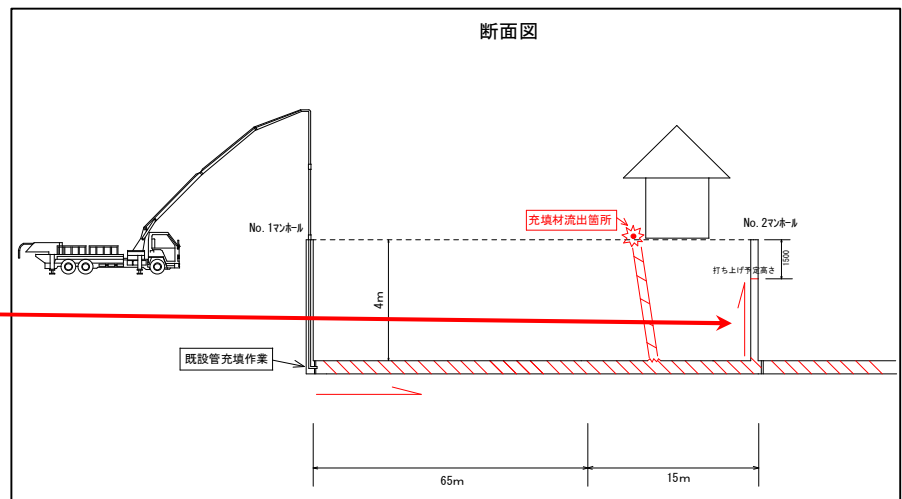 断面図
充填材流出箇所
No. 1マンホール
No. 2マンホール
1500
打ち上げ予定高さ
4m
既設管充填作業
65m
15m